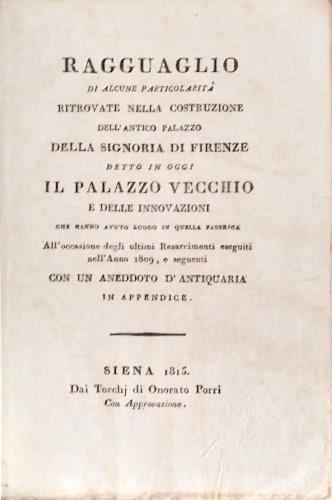 RAGGUAGLIO
DI ALCUNE PARTICOLARITÀ
RITROVATE NELLA COSTRUZIONE
DELL'ANTICO PALAZZO
DELLA SIGNORIA DI FIRENZE
DETTO IN OGGI
IL PALAZZO VECCHIO
E DELLE INNOVAZIONI
CHE HANNO AVUTO LUOGO IN QUELLA FABBRICA
All'occasione degli ultimi Resarcimenti eseguiti
nell'Anno 1809, e seguenti
CON UN ANEDDOTO D'ANTIQUARIA
IN APPENDICE.
SIENA 1815.
Dai Torchj di Onorato Porri
Con Approvazione.